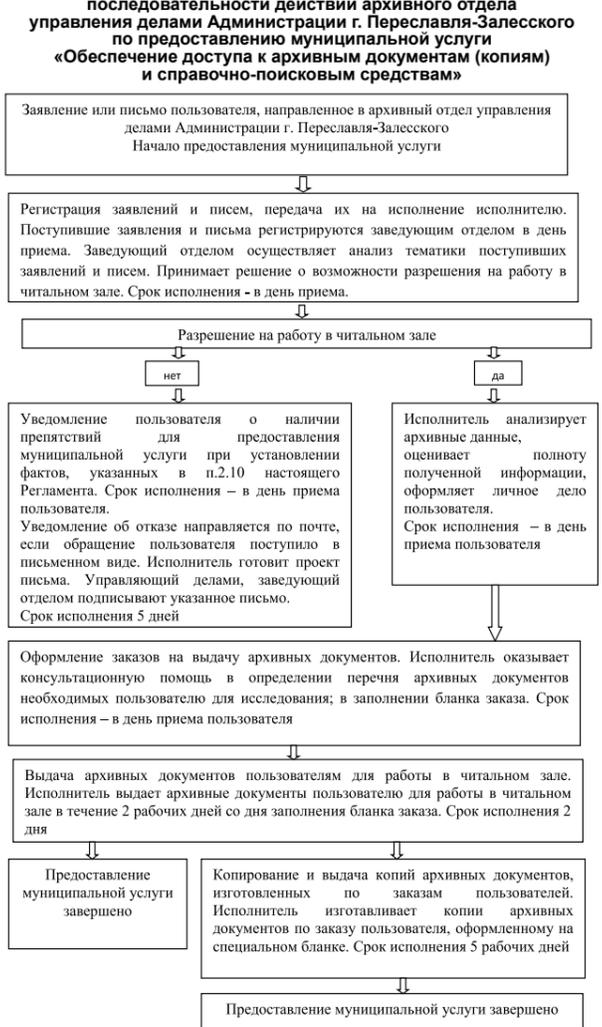 последовательности действий архивного отдела
управления делами Администрации г. Переславля-Залесского
по предоставлению муниципальной услуги
«Обеспечение доступа к архивным документам (копиям)
и справочно-поисковым средствам»
Заявление или письмо пользователя, направленное в архивный отдел управления
делами Администрации г. Переславля-Залесского
Начало предоставления муниципальной услуги
Регистрация заявлений и писем, передача их на исполнение исполнителю.
Поступившие заявления и письма регистрируются заведующим отделом в день
приема. Заведующий отделом осуществляет анализ тематики поступивших
заявлений и писем. Принимает решение о возможности разрешения на работу в
читальном зале. Срок исполнения - в день приема.
Разрешение на работу в читальном зале
нет
да
Уведомление пользователя о наличии
препятствий для предоставления
муниципальной услуги при установлении
фактов, указанных в п.2.10 настоящего
Регламента. Срок исполнения – в день приема
пользователя.
Уведомление об отказе направляется по почте,
если обращение пользователя поступило в
письменном виде. Исполнитель готовит проект
письма. Управляющий делами, заведующий
отделом подписывают указанное письмо.
Срок исполнения 5 дней
Исполнитель анализирует
архивные данные,
оценивает полноту
полученной информации,
оформляет личное дело
пользователя.
Срок исполнения – в день
приема пользователя
Оформление заказов на выдачу архивных документов. Исполнитель оказывает
консультационную помощь в определении перечня архивных документов
необходимых пользователю для исследования; в заполнении бланка заказа. Срок
исполнения – в день приема пользователя
Выдача архивных документов пользователям для работы в читальном зале.
Исполнитель выдает архивные документы пользователю для работы в читальном
зале в течение 2 рабочих дней со дня заполнения бланка заказа. Срок исполнения 2
дня
Предоставление
муниципальной услуги
завершено
Копирование и выдача копий архивных документов,
изготовленных по заказам пользователей.
Исполнитель изготавливает копии архивных
документов по заказу пользователя, оформленному на
специальном бланке. Срок исполнения 5 рабочих дней
Предоставление муниципальной услуги завершено